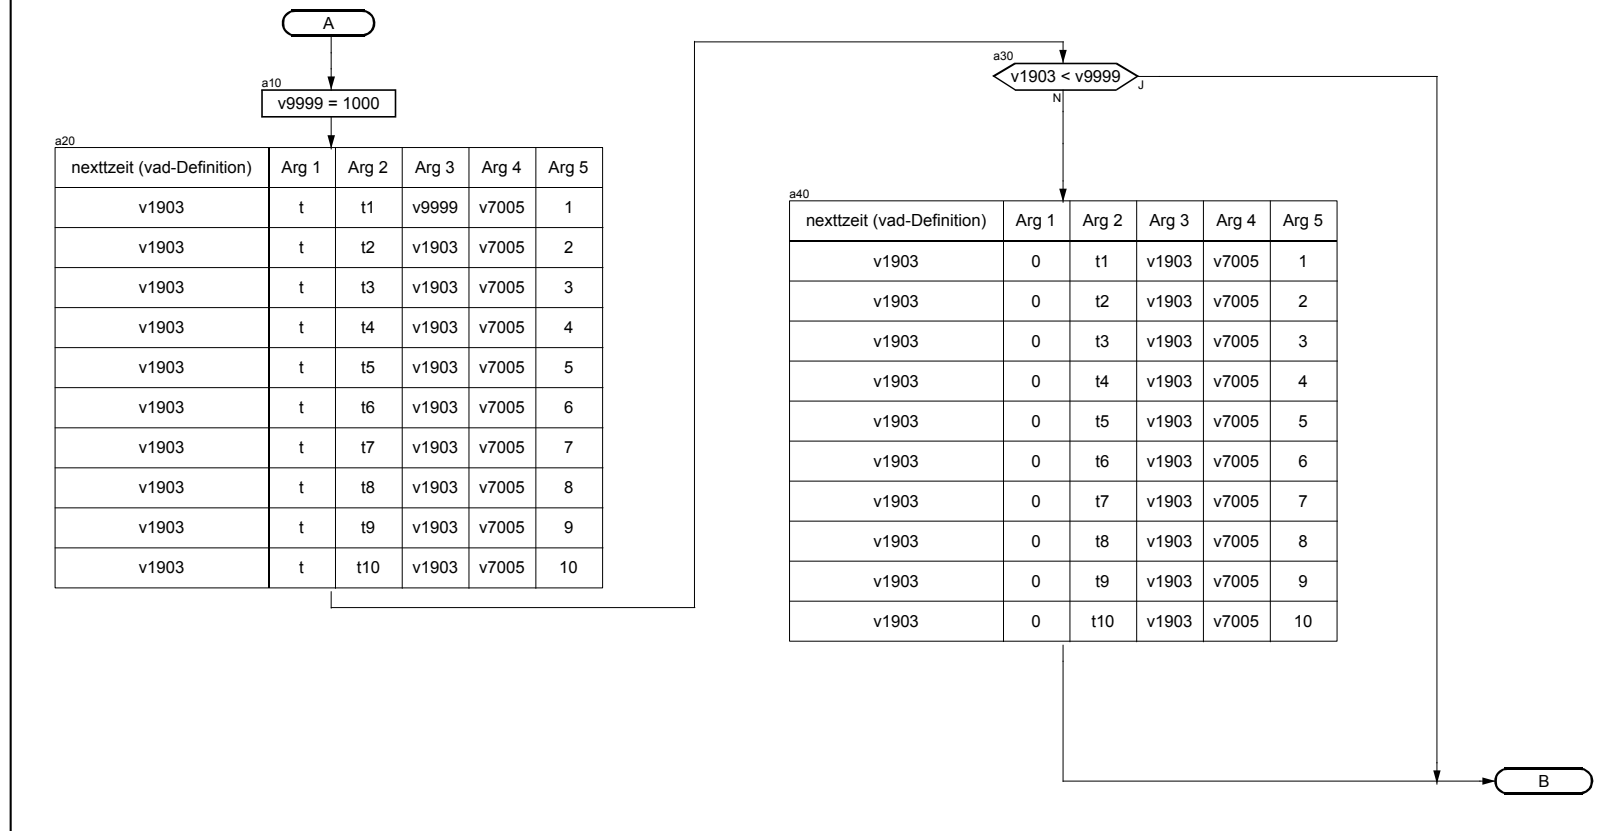 A
a10
v9999 = 1000
a20
nexttzeit (vad-Definition) Arg 1 Arg 2 Arg 3 Arg 4 Arg 5
v1903 t t1 v9999 v7005 1
v1903 t t2 v1903 v7005 2
v1903 t t3 v1903 v7005 3
v1903 t t4 v1903 v7005 4
v1903 t t5 v1903 v7005 5
v1903 t t6 v1903 v7005 6
v1903 t t7 v1903 v7005 7
v1903 t t8 v1903 v7005 8
v1903 t t9 v1903 v7005 9
v1903 t t10 v1903 v7005 10
a30
v1903 < v9999
N
J
a40
nexttzeit (vad-Definition) Arg 1 Arg 2 Arg 3 Arg 4 Arg 5
v1903 0 t1 v1903 v7005 1
v1903 0 t2 v1903 v7005 2
v1903 0 t3 v1903 v7005 3
v1903 0 t4 v1903 v7005 4
v1903 0 t5 v1903 v7005 5
v1903 0 t6 v1903 v7005 6
v1903 0 t7 v1903 v7005 7
v1903 0 t8 v1903 v7005 8
v1903 0 t9 v1903 v7005 9
v1903 0 t10 v1903 v7005 10
B